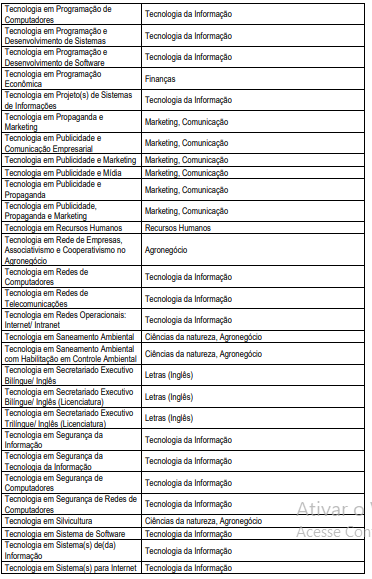 Tecnologia em Programação de
Computadores
Tecnologia da Informação
Tecnologia em Programação e
Desenvolvimento de Sistemas
Tecnologia da Informação
Tecnologia em Programação e
Desenvolvimento de Software
Tecnologia da Informação
Tecnologia em Programação
Econômica
Finanças
Tecnologia em Projeto(s) de Sistemas
de Informações
Tecnologia da Informação
Tecnologia em Propaganda e
Marketing
Marketing, Comunicação
Tecnologia em Publicidade e
Comunicação Empresarial
Marketing, Comunicação
Tecnologia em Publicidade e Marketing
Marketing, Comunicação
Tecnologia em Publicidade e Mídia
Marketing, Comunicação
Tecnologia em Publicidade e
Propaganda
Marketing, Comunicação
Tecnologia em Publicidade,
Propaganda e Marketing
Marketing, Comunicação
Tecnologia em Recursos Humanos
Recursos Humanos
Tecnologia em Rede de Empresas,
Associativismo e Cooperativismo no
Agronegócio
Agronegócio
Tecnologia em Redes de
Computadores
Tecnologia da Informação
Tecnologia em Redes de
Telecomunicações
Tecnologia da Informação
Tecnologia em Redes Operacionais:
Internet/ Intranet
Tecnologia da Informação
Tecnologia em Saneamento Ambiental
Ciências da natureza, Agronegócio
Tecnologia em Saneamento Ambiental
com Habilitação em Controle Ambiental
Ciências da natureza, Agronegócio
Tecnologia em Secretariado Executivo
Bilíngue/ Inglês
Letras (Inglês)
Tecnologia em Secretariado Executivo
Bilíngue/ Inglês (Licenciatura)
Letras (Inglês)
Tecnologia em Secretariado Executivo
Trilíngue/ Inglês (Licenciatura)
Letras (Inglês)
Tecnologia em Segurança da
Informação
Tecnologia da Informação
Tecnologia em Segurança da
Tecnologia da Informação
Tecnologia da Informação
Tecnologia em Segurança de
Computadores
Tecnologia da Informação
Tecnologia em Segurança de Redes de
Computadores
Tecnologia da Informação
Tecnologia em Silvicultura
Ciências da natureza, Agronegócio
Tecnologia em Sistema de Software
Tecnologia da Informação
Tecnologia em Sistema(s) de(da)
Informação
Tecnologia da Informação
Tecnologia em Sistema(s) para Internet
Tecnologia da Informação
Ativar o
Acesse Con